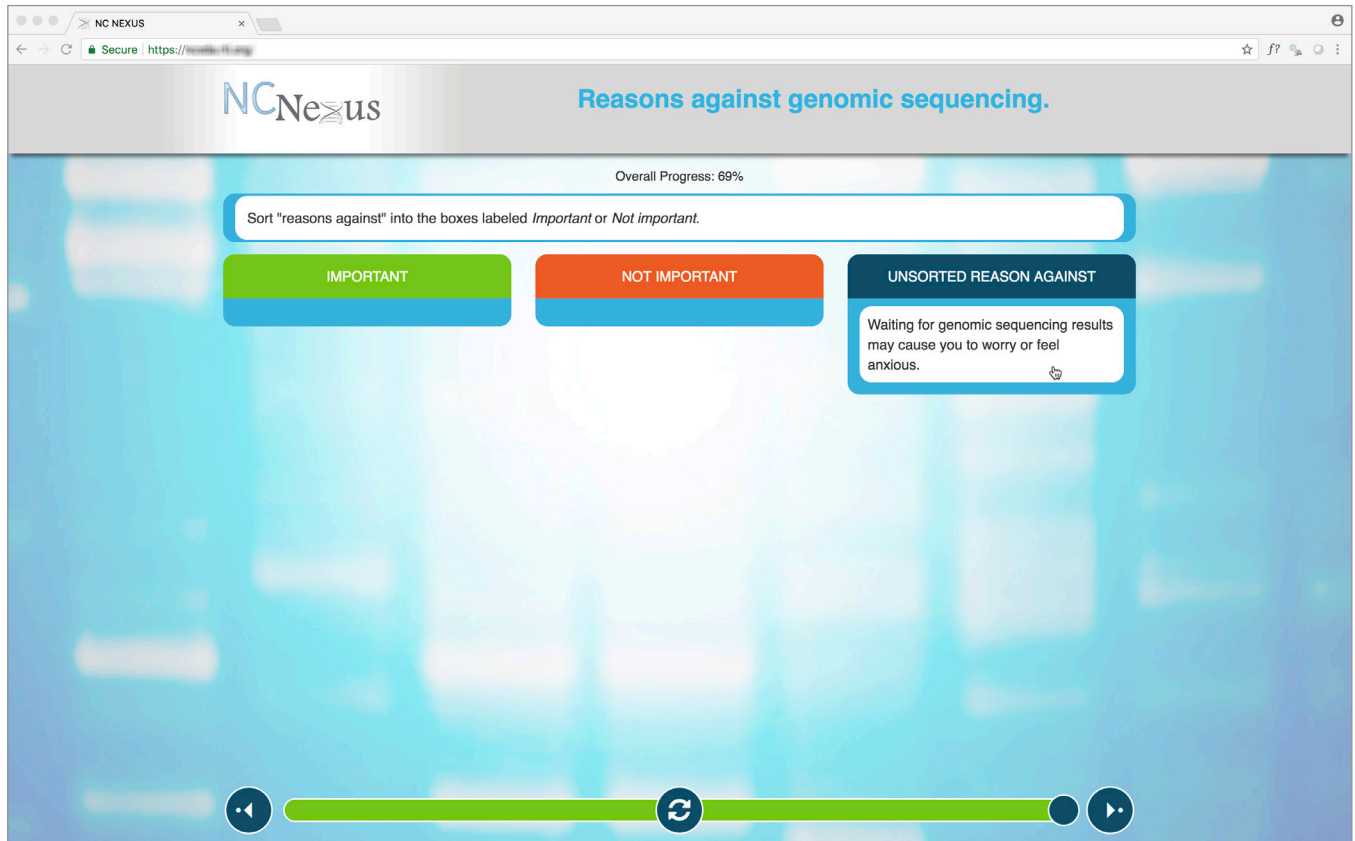 NC NEXUS
Secure https://
f?
NCNexus
Reasons against genomic sequencing.
Overall Progress: 69%
Sort "reasons against" into the boxes labeled Important or Not important.
IMPORTANT
NOT IMPORTANT
UNSORTED REASON AGAINST
Waiting for genomic sequencing results
may cause you to worry or feel
anxious.